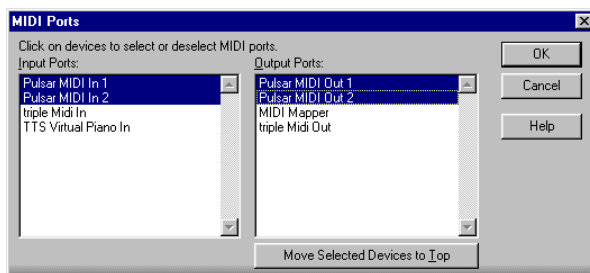 MIDI Ports
Click on devices to select or deselect MIDI ports.
Input Ports:
Pulsar MIDI In 1
Pulsar MIDI In 2
triple Midi In
TTS Virtual Piano In
Output Ports:
Pulsar MIDI Out 1
Pulsar MIDI Out 2
MIDI Mapper
triple Midi Out
Move Selected Devices to Top
OK
Cancel
Help